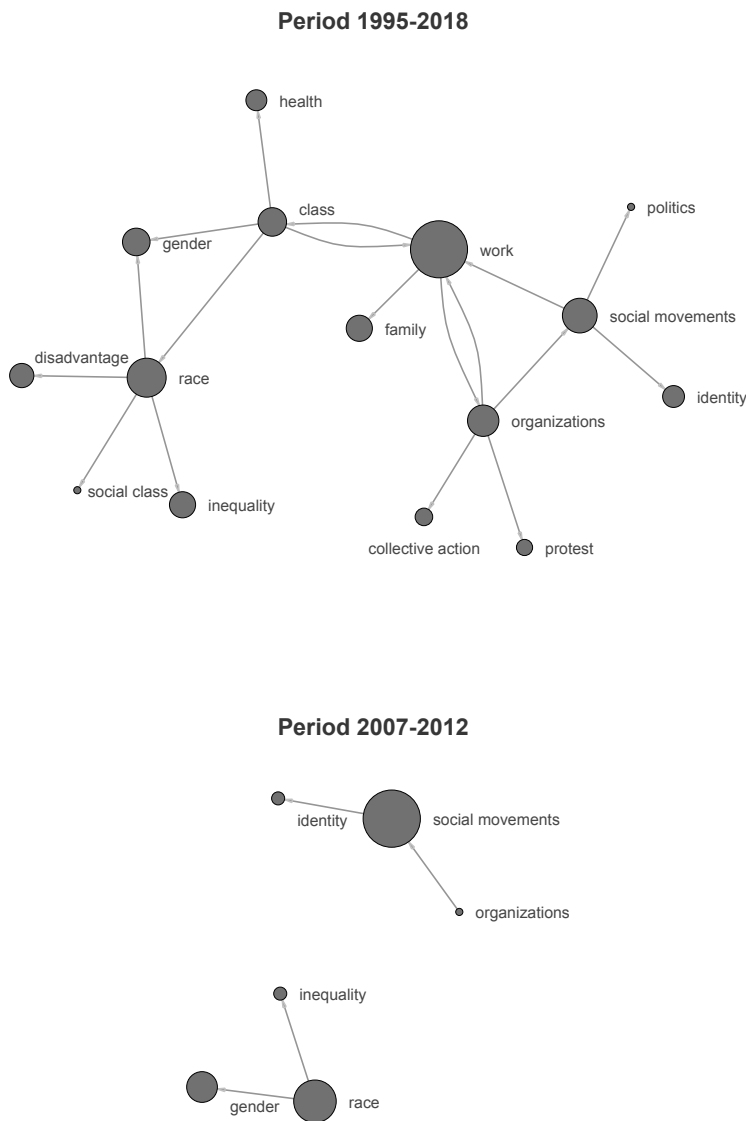 Period 1995-2018
health
politics
class
gender
work
social movements
family
disadvantage
race
identity
organizations
social class
inequality
collective action
protest
Period 2007-2012
identity
social movements
organizations
inequality
gender
race